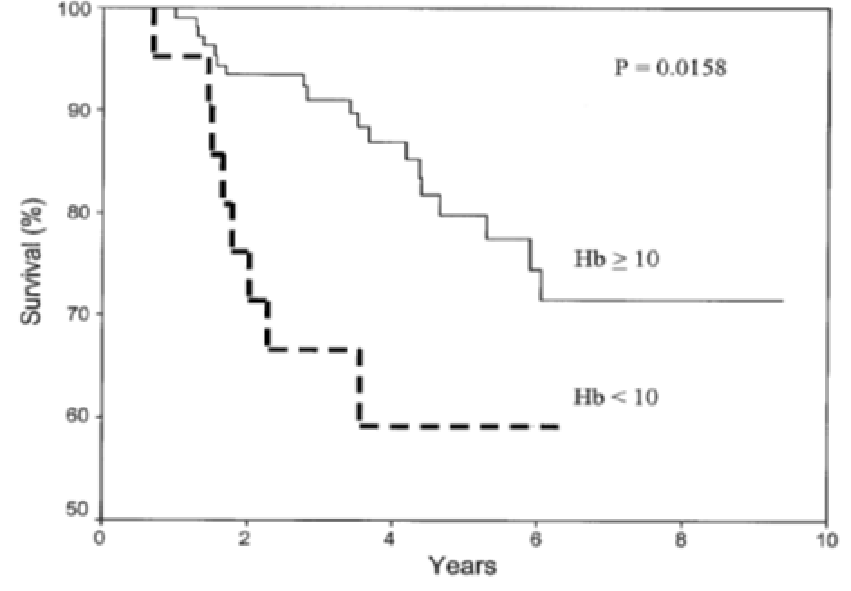 100
90
80
70
60
50
Survival (%)
P = 0.0158
Hb ≥ 10
Hb < 10
0 2 4 6 8 10
Years